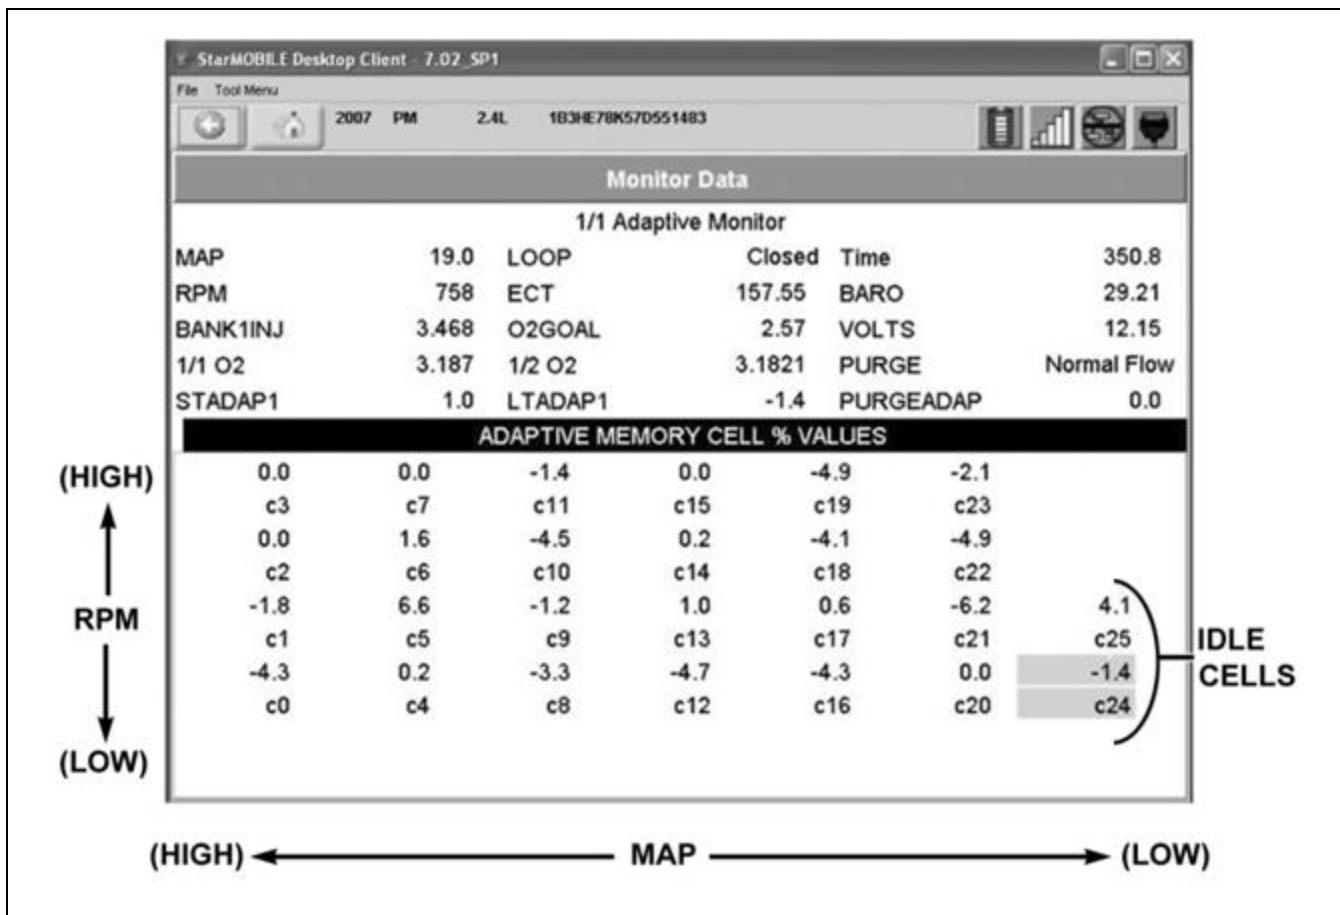 StarMOBILE Desktop Client - 7.02_SP1
File Tool Menu
2007 PM 2.4L 1B3HE78K57D551483
Monitor Data
1/1 Adaptive Monitor
MAP 19.0 LOOP Closed Time 350.8
RPM 758 ECT 157.55 BARO 29.21
BANK1INJ 3.468 O2GOAL 2.57 VOLTS 12.15
1/1 O2 3.187 1/2 O2 3.1821 PURGE Normal Flow
STADAP1 1.0 LTADAP1 -1.4 PURGEADAP 0.0
ADAPTIVE MEMORY CELL % VALUES
(HIGH) 0.0 0.0 -1.4 0.0 -4.9 -2.1
c3 c7 c11 c15 c19 c23
0.0 1.6 -4.5 0.2 -4.1 -4.9
c2 c6 c10 c14 c18 c22
RPM -1.8 6.6 -1.2 1.0 0.6 -6.2 4.1
c1 c5 c9 c13 c17 c21 c25 IDLE
-4.3 0.2 -3.3 -4.7 -4.3 0.0 -1.4 CELLS
c0 c4 c8 c12 c16 c20 c24
(LOW)
(HIGH) MAP (LOW)